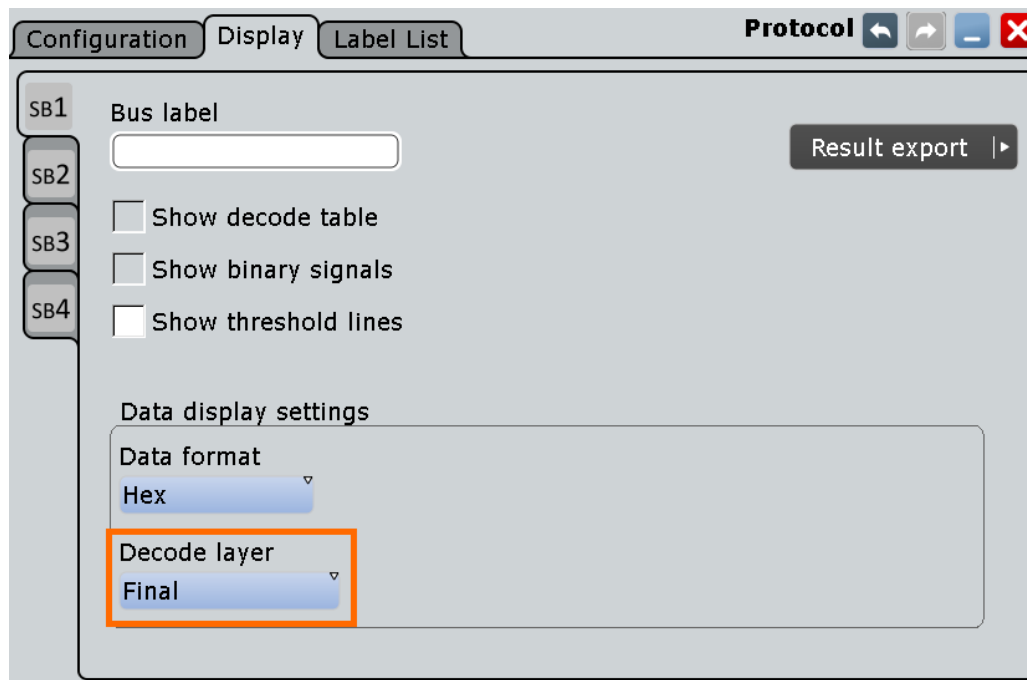 Configuration Display Label List Protocol
SB1
SB2
SB3
SB4
Bus label
Result export
Show decode table
Show binary signals
Show threshold lines
Data display settings
Data format
Hex
Decode layer
Final